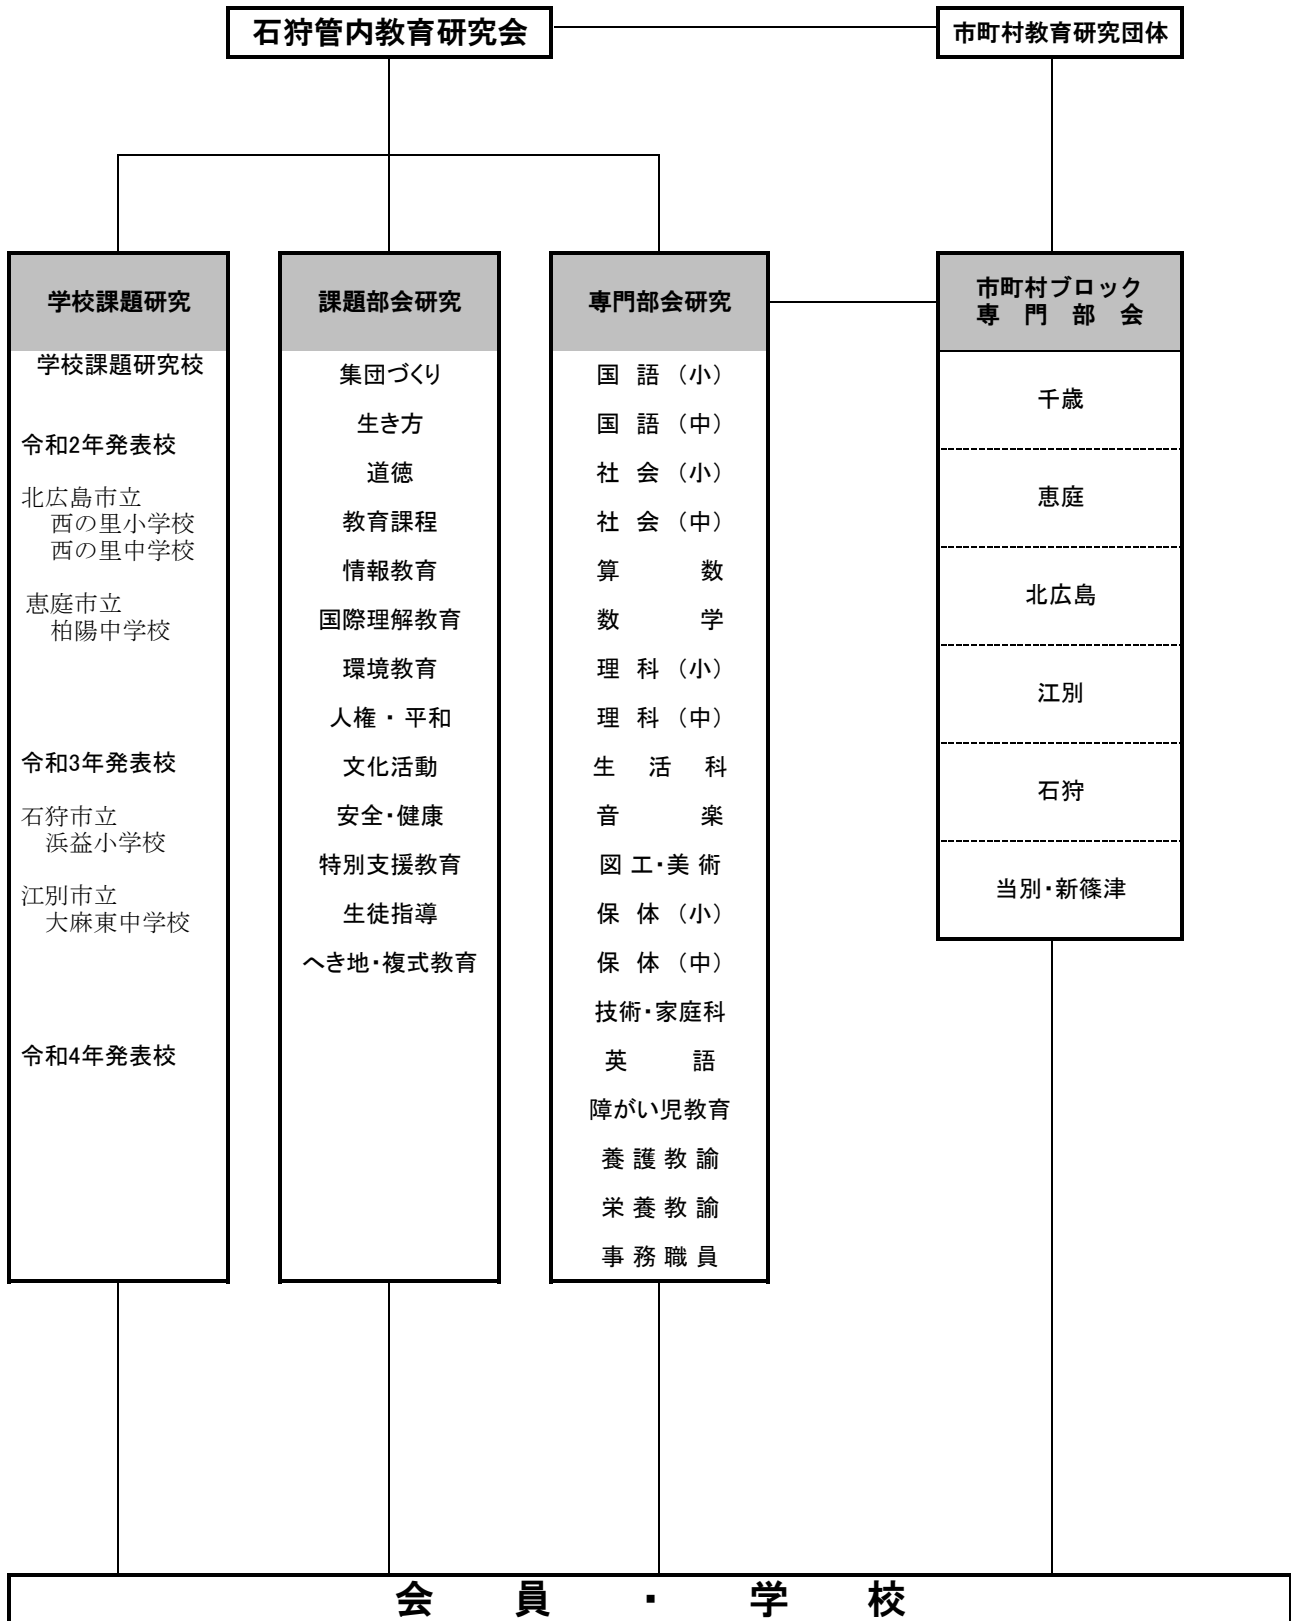 石狩管内教育研究会
市町村教育研究団体
学校課題研究
学校課題研究校
令和2年発表校
北広島市立
西の里小学校
西の里中学校
恵庭市立
柏陽中学校
令和3年発表校
石狩市立
浜益小学校
江別市立
大麻東中学校
令和4年発表校
課題部会研究
集団づくり
生き方
道徳
教育課程
情報教育
国際理解教育
環境教育
人権・平和
文化活動
安全・健康
特別支援教育
生徒指導
へき地・複式教育
専門部会研究
国 語 （小）
国 語 （中）
社 会 （小）
社 会 （中）
算 数
数 学
理 科 （小）
理 科 （中）
生 活 科
音 楽
図 工・美 術
保 体 （小）
保 体 （中）
技術・家庭科
英 語
障がい児教育
養 護 教 諭
栄 養 教 諭
事 務 職 員
市町村ブロック
専 門 部 会
千歳
恵庭
北広島
江別
石狩
当別・新篠津
会 員 ・ 学 校